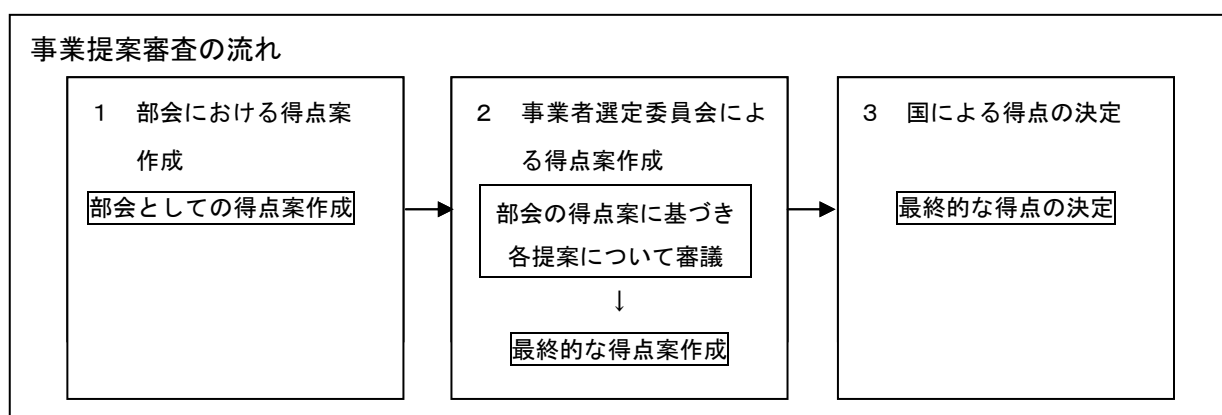 事業提案審査の流れ
1 部会における得点案
作成
部会としての得点案作成
2 事業者選定委員会によ
る得点案作成
部会の得点案に基づき
各提案について審議
↓
最終的な得点案作成
3 国による得点の決定
最終的な得点の決定